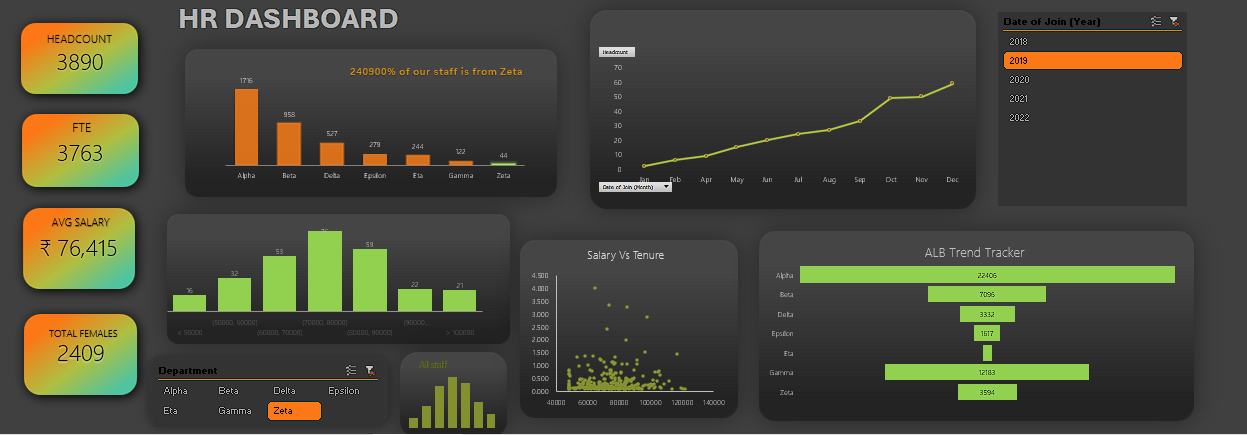 HR DASHBOARD
HEADCOUNT
3890
FTE
3763
AVG SALARY
₹ 76,415
TOTAL FEMALES
2409
240900% of our staff is from Zeta
1716
958
527
279
244
122
44
Alpha Beta Delta Epsilon Eta Gamma Zeta
Headcount
70
60
50
40
30
20
10
0
Jan Feb Apr May Jun Jul Aug Sep Oct Nov Dec
Date of Join (Month)
Date of Join (Year)
2018
2019
2020
2021
2022
16
32
53
59
22
21
(50000, 60000] (70000, 80000] (90000...
(60000, 70000] (80000, 90000] > 100000
Department
Alpha Beta Delta Epsilon
Eta Gamma Zeta
All staff
Salary Vs Tenure
4.500
4.000
3.500
3.000
2.500
2.000
1.500
1.000
0.500
0.000
40000 60000 80000 100000 120000 140000
ALB Trend Tracker
Alpha 22406
Beta 7096
Delta 3332
Epsilon 1617
Eta
Gamma 12183
Zeta 3594